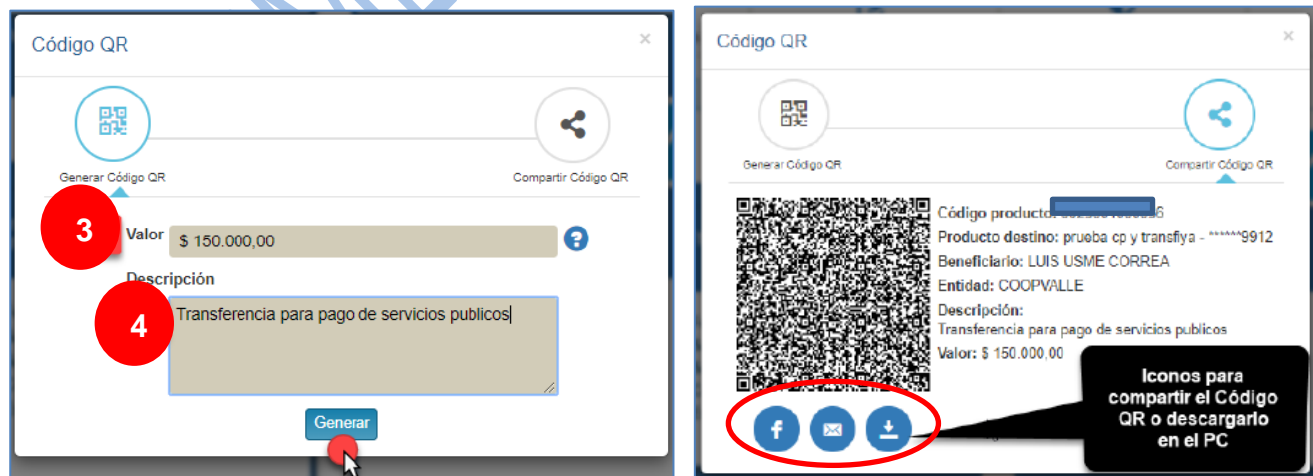 Código QR
×
Generar Código QR
Compartir Código QR
3
Valor
$ 150.000,00
?
Descripción
4
Transferencia para pago de servicios publicos
Generar
Código QR
×
Generar Código QR
Compartir Código QR
Código producto:
Producto destino: prueba cp y transfiya - ******9912
Beneficiario: LUIS USME CORREA
Entidad: COOPVALLE
Descripción:
Transferencia para pago de servicios publicos
Valor: $ 150.000,00
f
Iconos para
compartir el Código
QR o descargarlo
en el PC